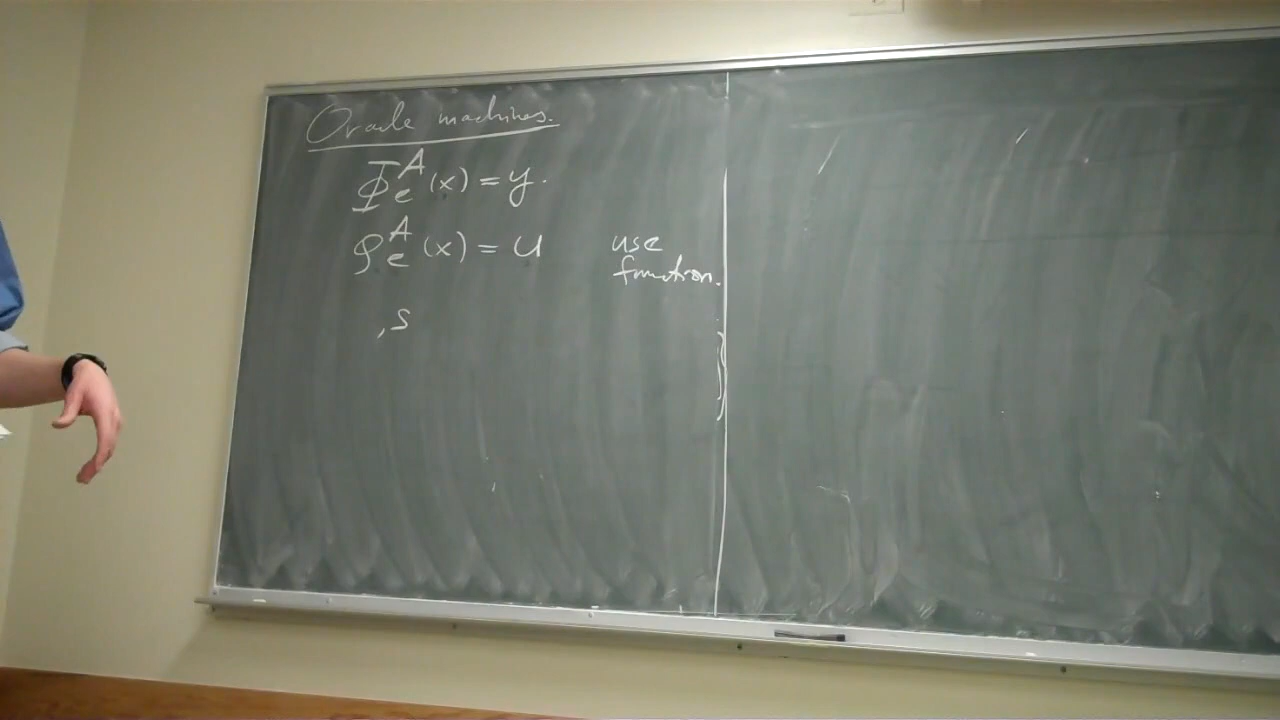 Oracle machines.
Φ_e^A (x) = y.
φ_e^A (x) = u use function.
,s